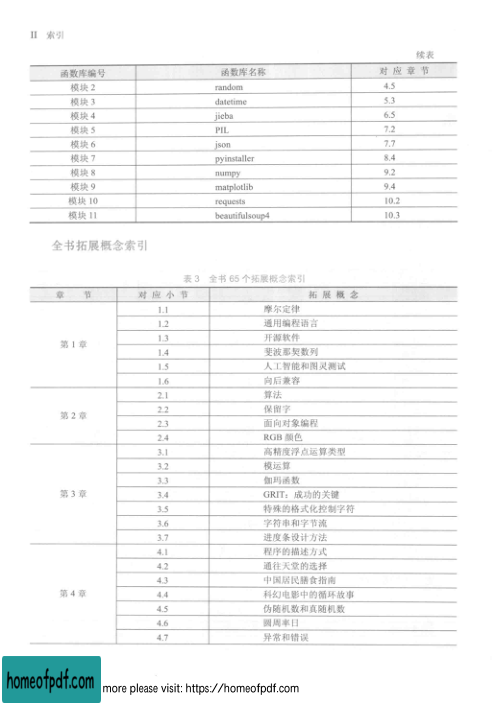 II 索引
续表
函数库编号 函数库名称 对应章节
模块 2 random 4.5
模块 3 datetime 5.3
模块 4 jieba 6.5
模块 5 PIL 7.2
模块 6 json 7.7
模块 7 pyinstaller 8.4
模块 8 numpy 9.2
模块 9 matplotlib 9.4
模块 10 requests 10.2
模块 11 beautifulsoup4 10.3
全书拓展概念索引
表 3 全书 65 个拓展概念索引
章 节 对应小节 拓展概念
1.1 摩尔定律
1.2 通用编程语言
1.3 开源软件
第 1 章 1.4 斐波那契数列
1.5 人工智能和图灵测试
1.6 向后兼容
2.1 算法
第 2 章 2.2 保留字
2.3 面向对象编程
2.4 RGB 颜色
3.1 高精度浮点运算类型
3.2 模运算
3.3 伽玛函数
第 3 章 3.4 GRIT：成功的关键
3.5 特殊的格式化控制字符
3.6 字符串和字节流
3.7 进度条设计方法
4.1 程序的描述方式
4.2 通往天堂的选择
4.3 中国居民膳食指南
第 4 章 4.4 科幻电影中的循环故事
4.5 伪随机数和真随机数
4.6 圆周率日
4.7 异常和错误
homeofpdf.com more please visit: https://homeofpdf.com